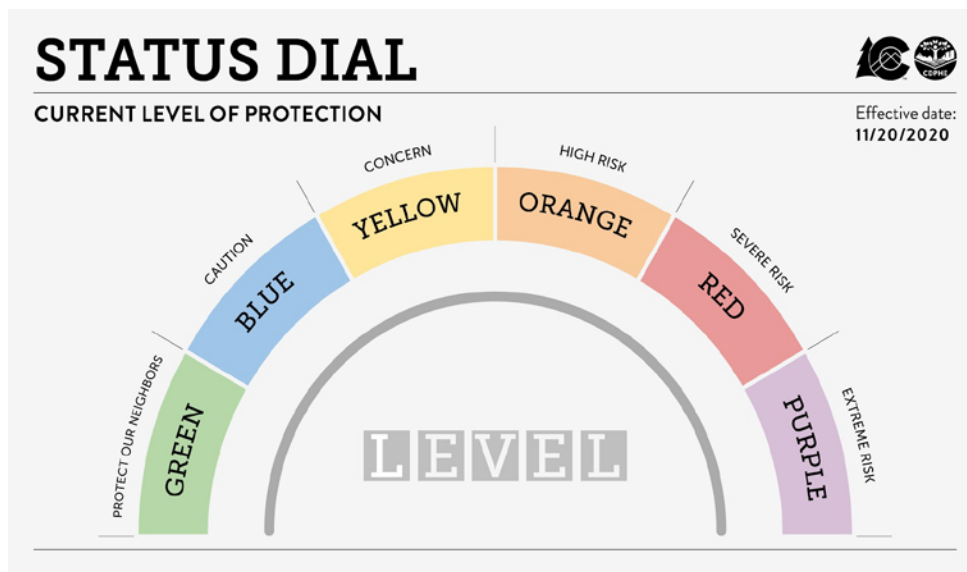 STATUS DIAL
CDPHE
CURRENT LEVEL OF PROTECTION
Effective date:
11/20/2020
PROTECT OUR NEIGHBORS
CAUTION
CONCERN
HIGH RISK
SEVERE RISK
EXTREME RISK
GREEN
BLUE
YELLOW
ORANGE
RED
PURPLE
LEVEL